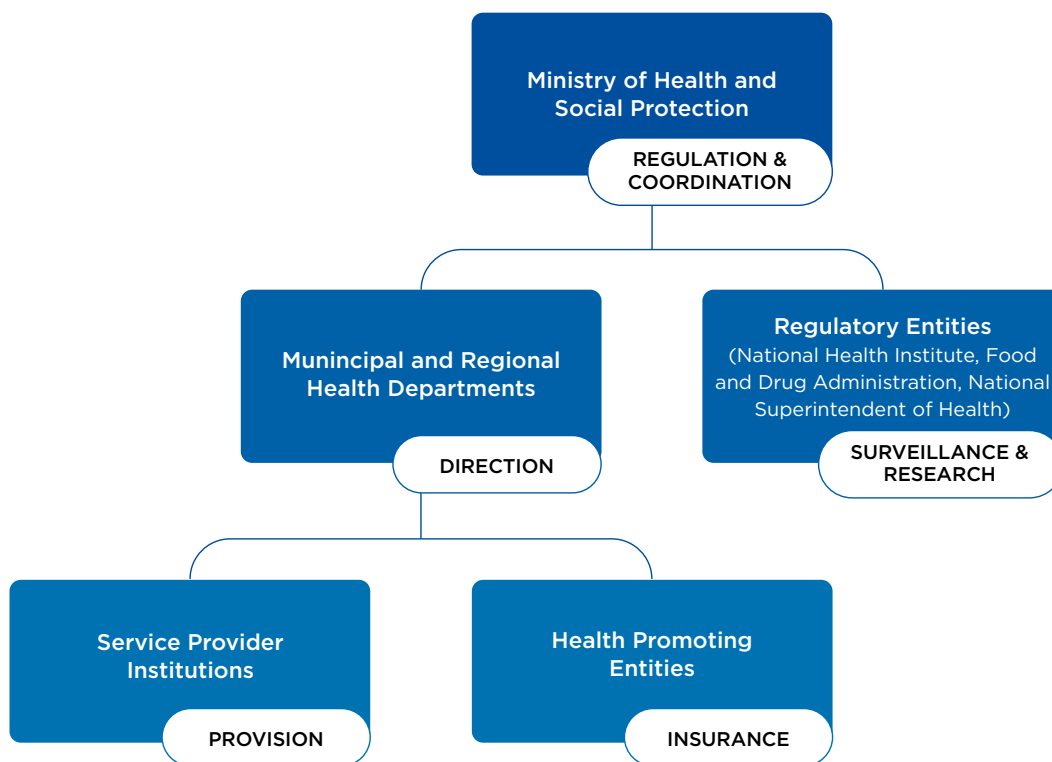 Ministry of Health and
Social Protection
REGULATION &
COORDINATION
Munincipal and Regional
Health Departments
DIRECTION
Regulatory Entities
(National Health Institute, Food
and Drug Administration, National
Superintendent of Health)
SURVEILLANCE &
RESEARCH
Service Provider
Institutions
PROVISION
Health Promoting
Entities
INSURANCE